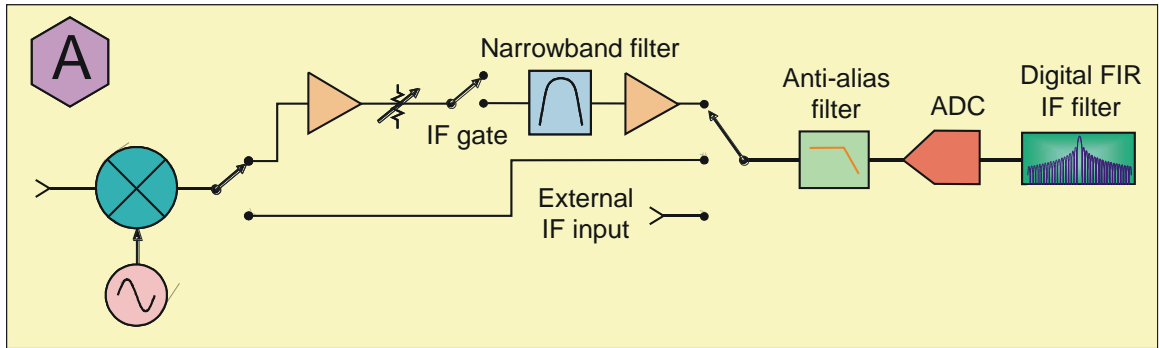 A
Narrowband filter
IF gate
External
IF input
Anti-alias
filter
ADC
Digital FIR
IF filter